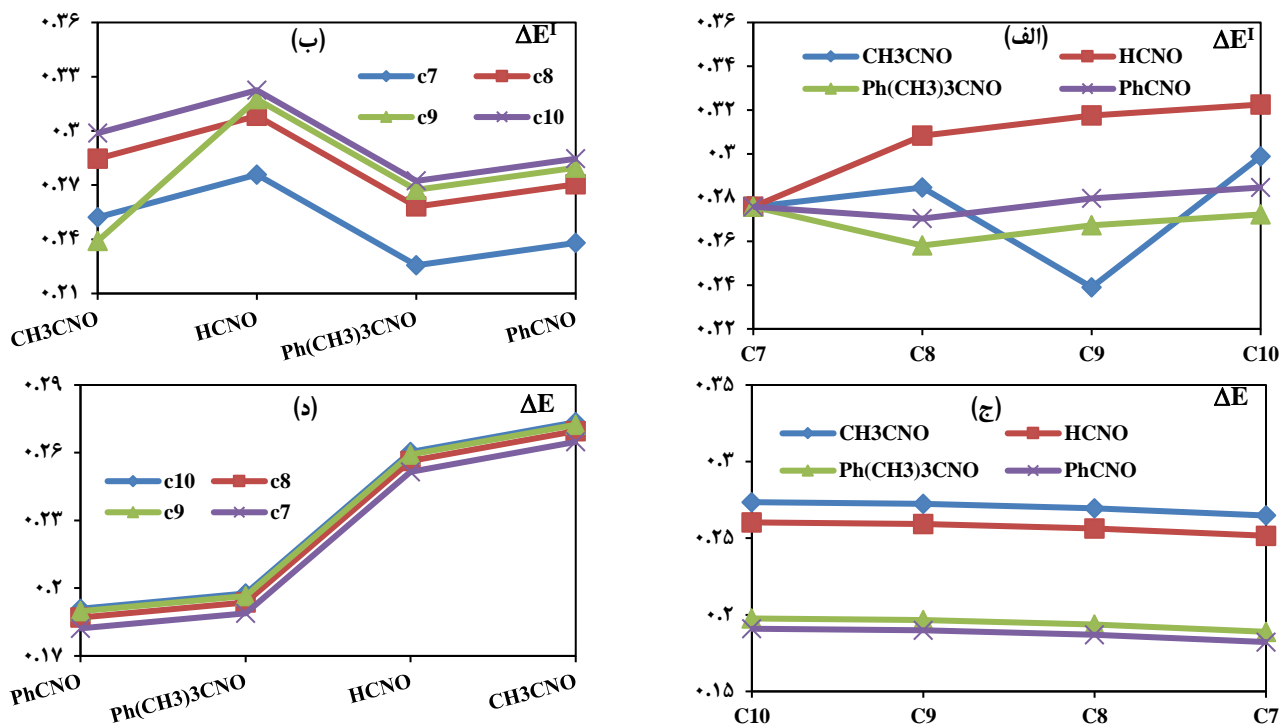 (ب)
ΔE^I
۰.۳۶
۰.۳۳
۰.۳
۰.۲۷
۰.۲۴
۰.۲۱
c7
c8
c9
c10
CH3CNO
HCNO
Ph(CH3)3CNO
PhCNO
(الف)
ΔE^I
۰.۳۶
۰.۳۴
۰.۳۲
۰.۳
۰.۲۸
۰.۲۶
۰.۲۴
۰.۲۲
CH3CNO
HCNO
Ph(CH3)3CNO
PhCNO
C7
C8
C9
C10
(د)
ΔE
۰.۲۹
۰.۲۶
۰.۲۳
۰.۲
۰.۱۷
c10
c8
c9
c7
PhCNO
Ph(CH3)3CNO
HCNO
CH3CNO
(ج)
ΔE
۰.۳۵
۰.۳
۰.۲۵
۰.۲
۰.۱۵
CH3CNO
HCNO
Ph(CH3)3CNO
PhCNO
C10
C9
C8
C7